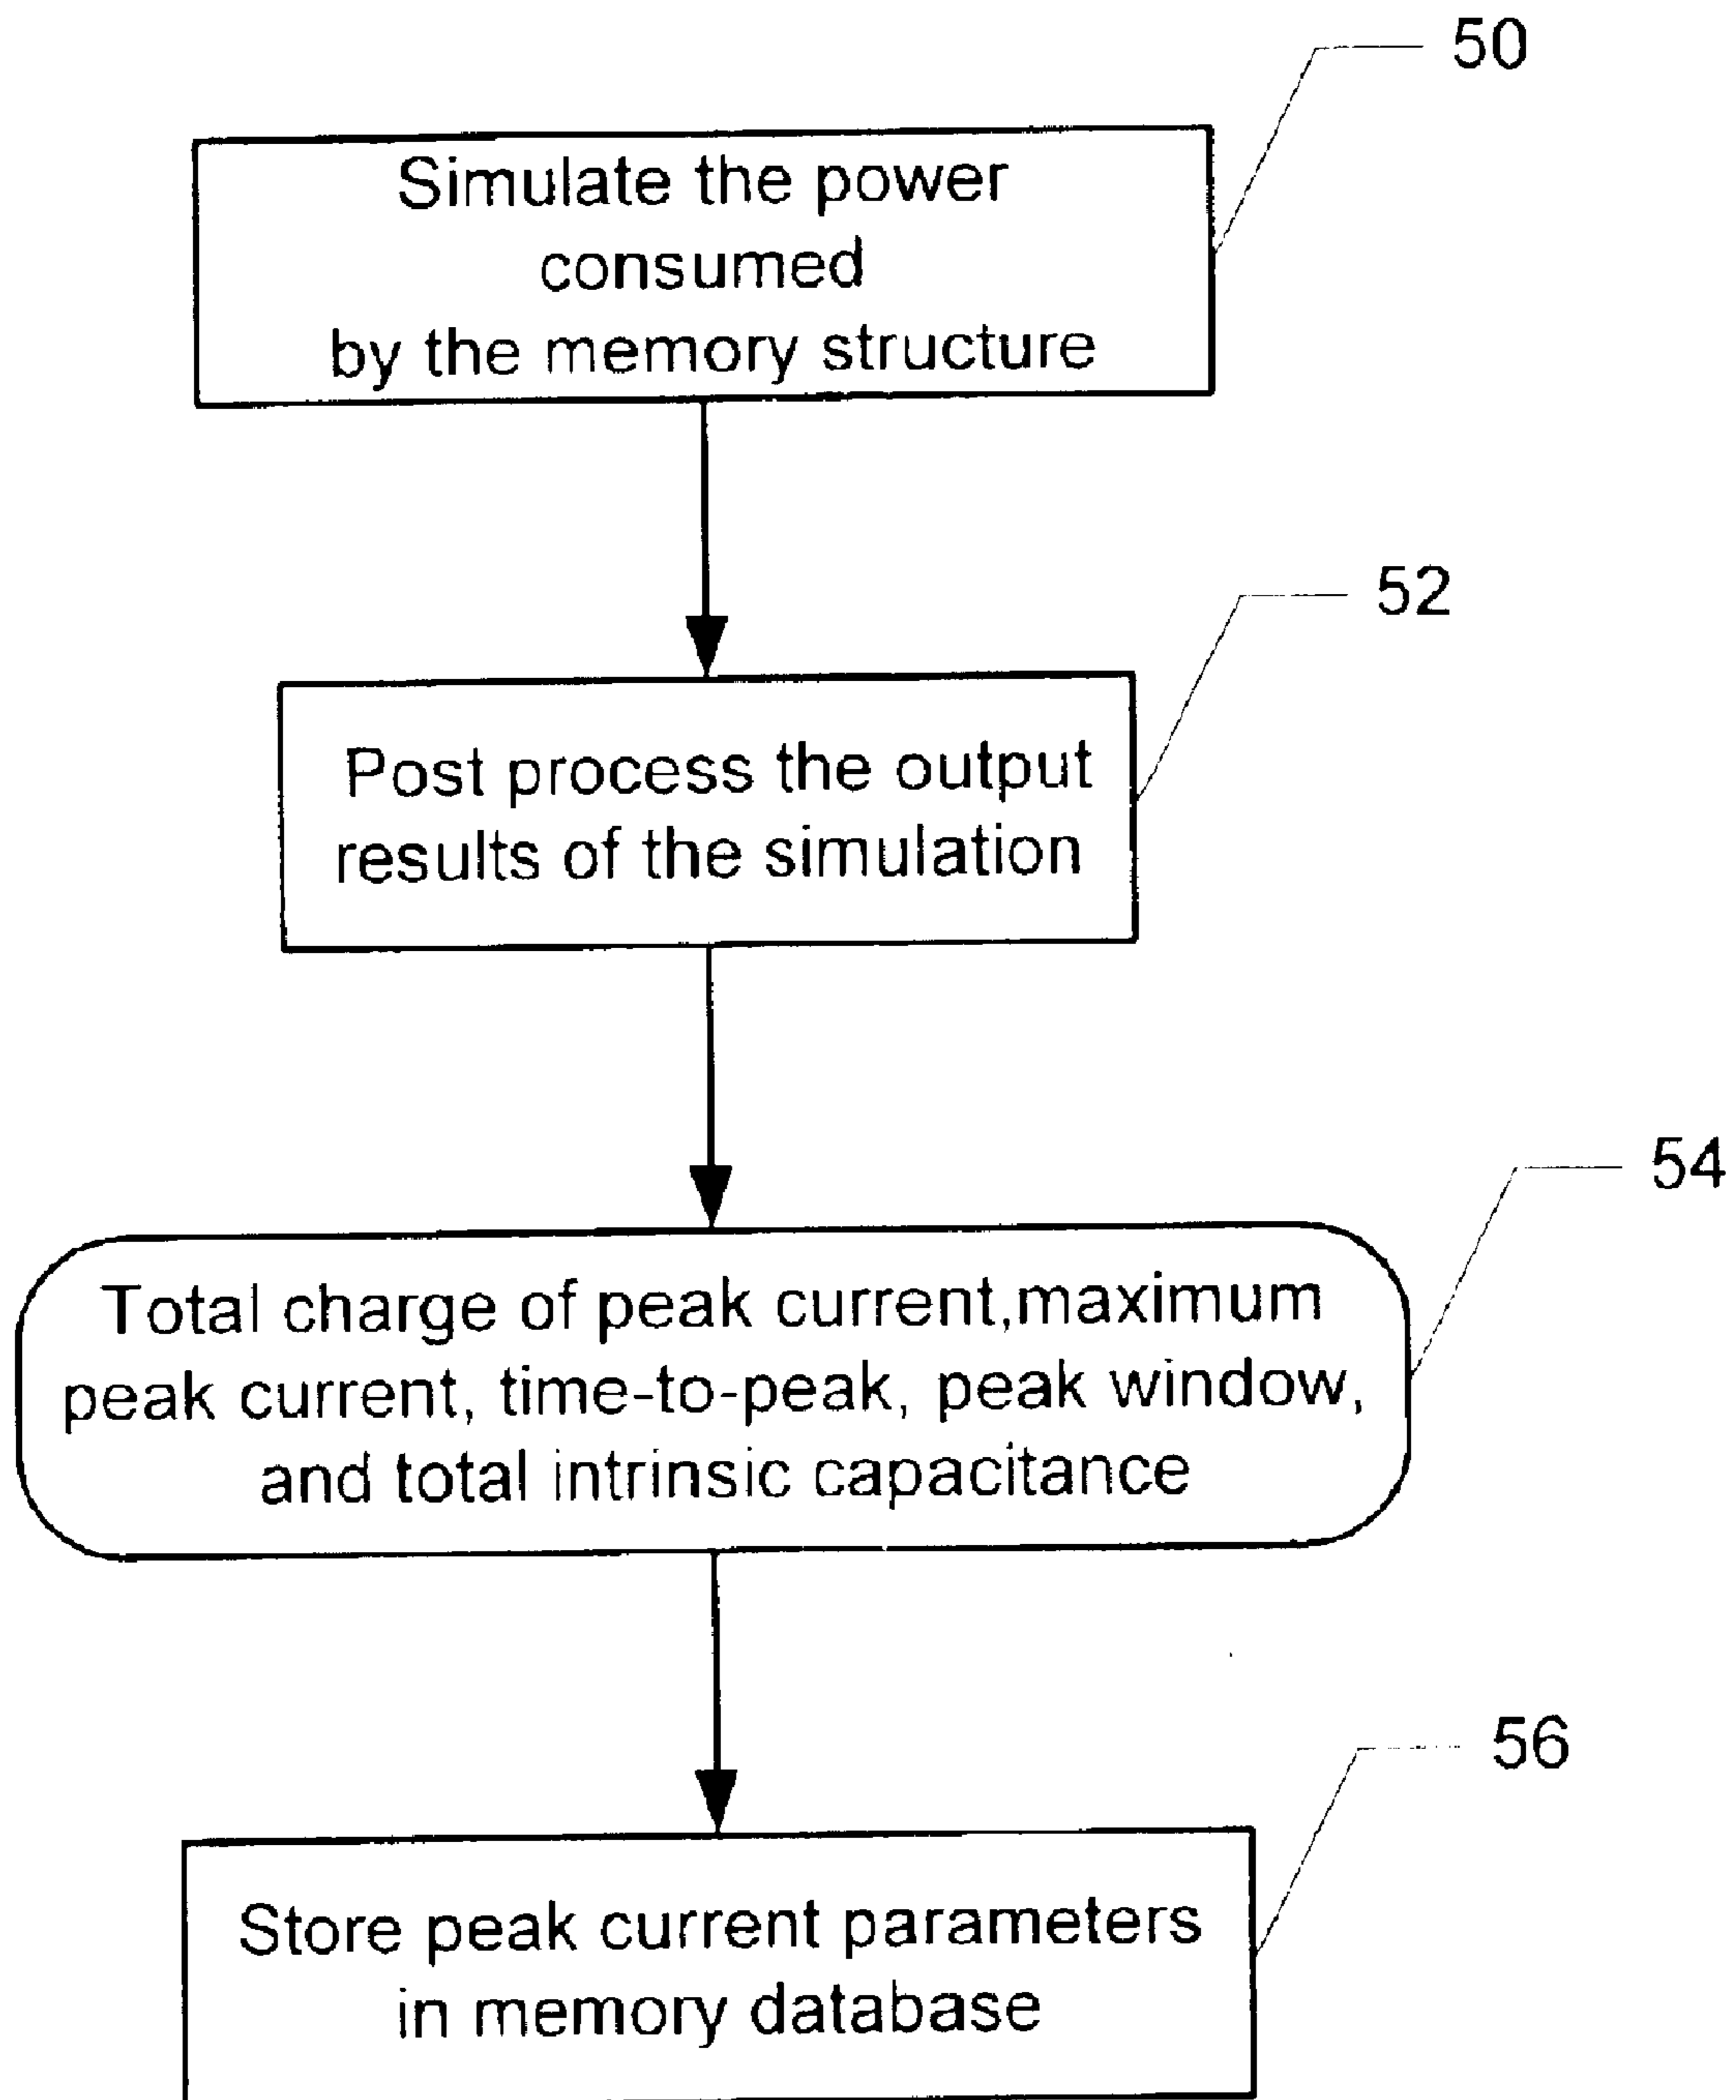 50
Simulate the power
consumed
by the memory structure
52
Post process the output
results of the simulation
54
Total charge of peak current,maximum
peak current, time-to-peak, peak window,
and total intrinsic capacitance
56
Store peak current parameters
in memory database